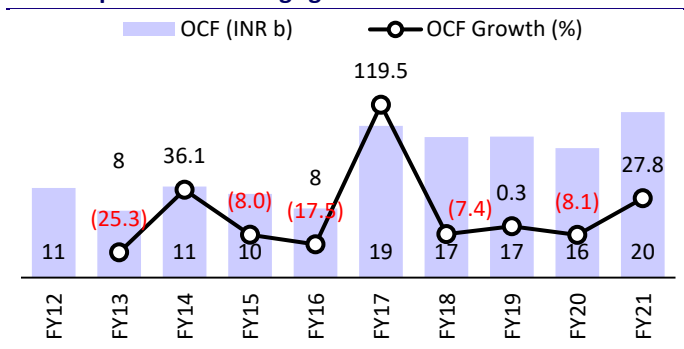 OCF (INR b) OCF Growth (%)
119.5
8 36.1 8 27.8
(25.3) (8.0) (17.5) (7.4) 0.3 (8.1)
11 11 10 19 17 17 16 20
FY12 FY13 FY14 FY15 FY16 FY17 FY18 FY19 FY20 FY21